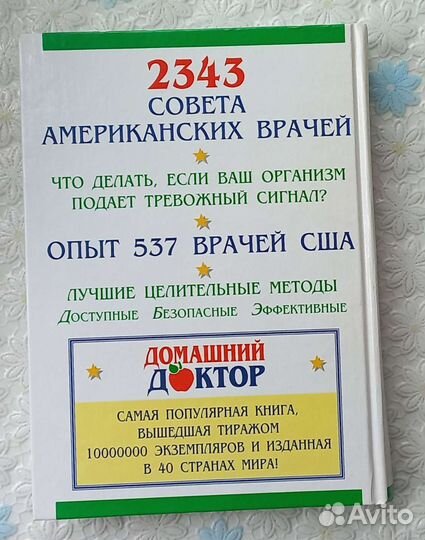 2343
СОВЕТА
АМЕРИКАНСКИХ ВРАЧЕЙ
ЧТО ДЕЛАТЬ, ЕСЛИ ВАШ ОРГАНИЗМ
ПОДАЕТ ТРЕВОЖНЫЙ СИГНАЛ?
ОПЫТ 537 ВРАЧЕЙ США
ЛУЧШИЕ ЦЕЛИТЕЛЬНЫЕ МЕТОДЫ
ДОСТУПНЫЕ БЕЗОПАСНЫЕ ЭФФЕКТИВНЫЕ
ДОМАШНИЙ
ДОКТОР
САМАЯ ПОПУЛЯРНАЯ КНИГА,
ВЫШЕДШАЯ ТИРАЖОМ
10000000 ЭКЗЕМПЛЯРОВ И ИЗДАННАЯ
В 40 СТРАНАХ МИРА!
Avito